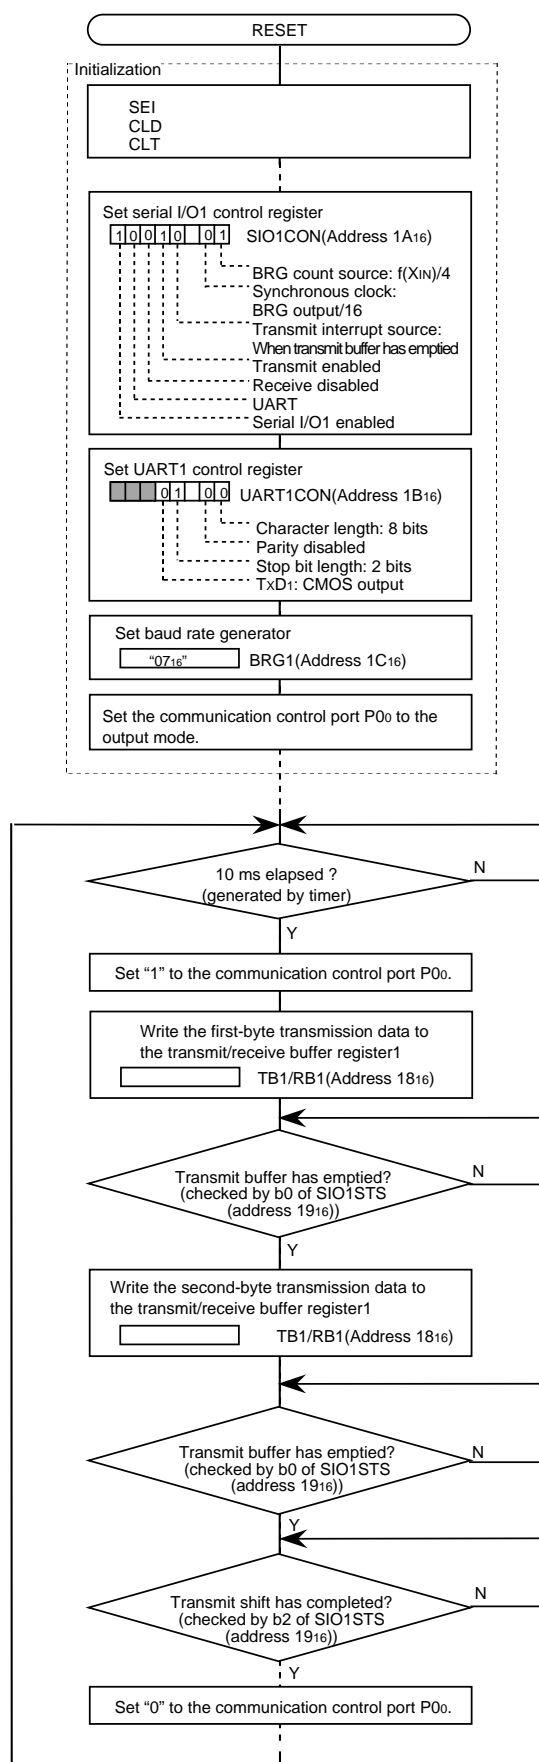 RESET
Initialization
SEI
CLD
CLT
Set serial I/O1 control register
1 0 0 1 0 0 1 SIO1CON(Address 1A16)
BRG count source: f(XIN)/4
Synchronous clock:
BRG output/16
Transmit interrupt source:
When transmit buffer has emptied
Transmit enabled
Receive disabled
UART
Serial I/O1 enabled
Set UART1 control register
0 1 0 0 UART1CON(Address 1B16)
Character length: 8 bits
Parity disabled
Stop bit length: 2 bits
TXD1: CMOS output
Set baud rate generator
“0716” BRG1(Address 1C16)
Set the communication control port P00 to the
output mode.
10 ms elapsed ?
(generated by timer)
N
Y
Set “1” to the communication control port P00.
Write the first-byte transmission data to
the transmit/receive buffer register1
TB1/RB1(Address 1816)
Transmit buffer has emptied?
(checked by b0 of SIO1STS
(address 1916))
N
Y
Write the second-byte transmission data to
the transmit/receive buffer register1
TB1/RB1(Address 1816)
Transmit buffer has emptied?
(checked by b0 of SIO1STS
(address 1916))
N
Y
Transmit shift has completed?
(checked by b2 of SIO1STS
(address 1916))
N
Y
Set “0” to the communication control port P00.